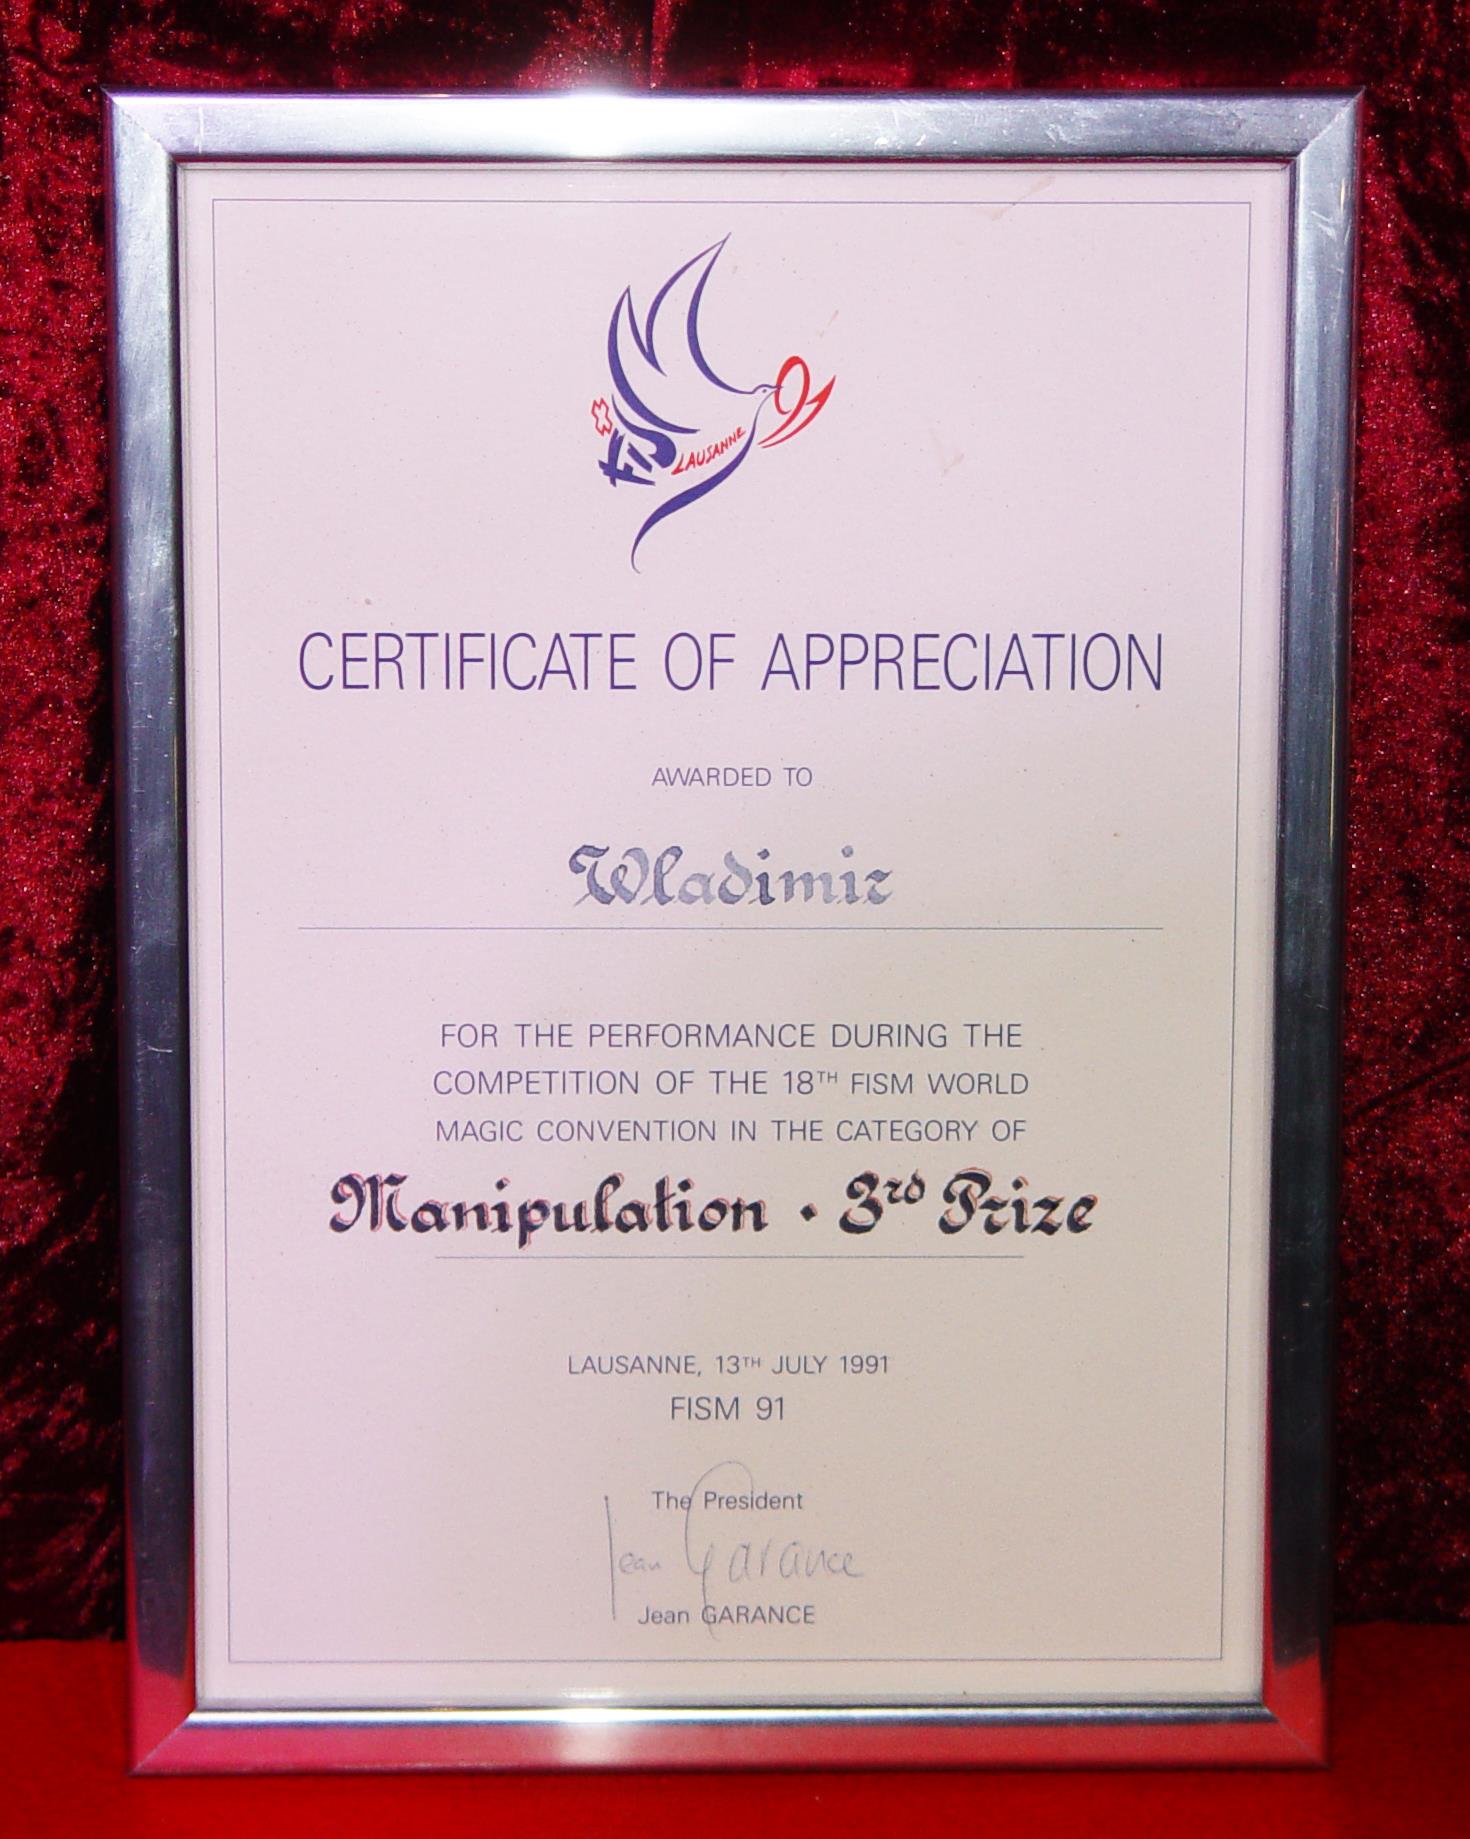 FISM
LAUSANNE
91
CERTIFICATE OF APPRECIATION
AWARDED TO
Wladimir
FOR THE PERFORMANCE DURING THE
COMPETITION OF THE 18TH FISM WORLD
MAGIC CONVENTION IN THE CATEGORY OF
Manipulation · 3rd Prize
LAUSANNE, 13TH JULY 1991
FISM 91
The President
Jean Garance
Jean GARANCE